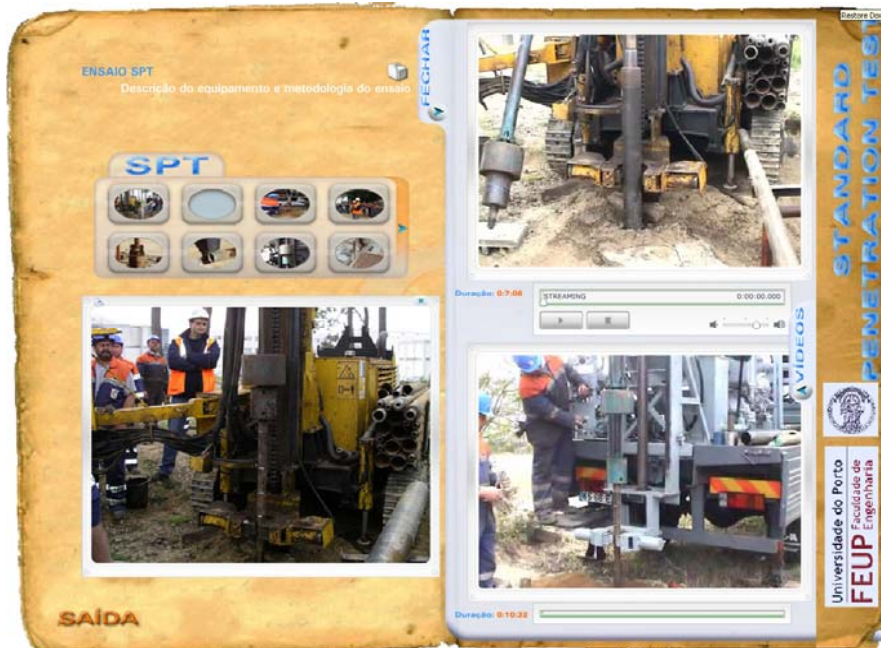 Restore Dow
ENSAIO SPT
Descrição do equipamento e metodologia do ensaio
FECHAR
SPT
Duração: 0:7:08
STREAMING 0:00:00.000
VÍDEOS
Duração: 0:10:22
SAÍDA
STANDARD
PENETRATION TEST
Universidade do Porto
FEUP Faculdade de
Engenharia